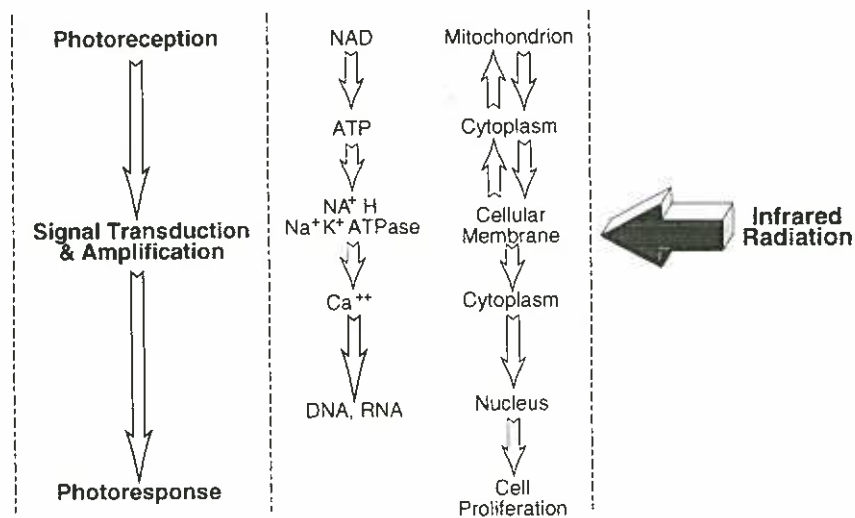 Photoreception
Signal Transduction
& Amplification
Photoresponse
NAD
ATP
NA⁺ H
Na⁺K⁺ ATPase
Ca⁺⁺
DNA, RNA
Mitochondrion
Cytoplasm
Cellular
Membrane
Cytoplasm
Nucleus
Cell
Proliferation
Infrared
Radiation